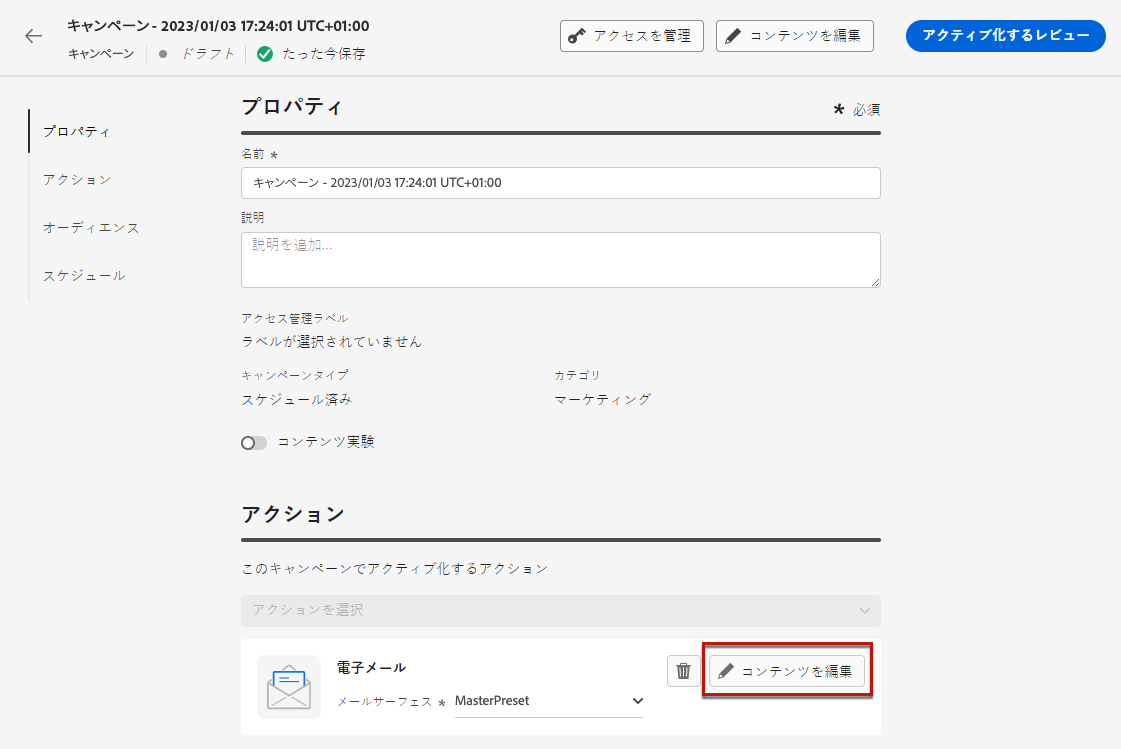 キャンペーン - 2023/01/03 17:24:01 UTC+01:00
キャンペーン ドラフト たった今保存
アクセスを管理
コンテンツを編集
アクティブ化するレビュー
プロパティ
アクション
オーディエンス
スケジュール
プロパティ
* 必須
名前 *
キャンペーン - 2023/01/03 17:24:01 UTC+01:00
説明
説明を追加...
アクセス管理ラベル
ラベルが選択されていません
キャンペーンタイプ
スケジュール済み
カテゴリ
マーケティング
コンテンツ実験
アクション
このキャンペーンでアクティブ化するアクション
アクションを選択
電子メール
メールサーフェス * MasterPreset
コンテンツを編集